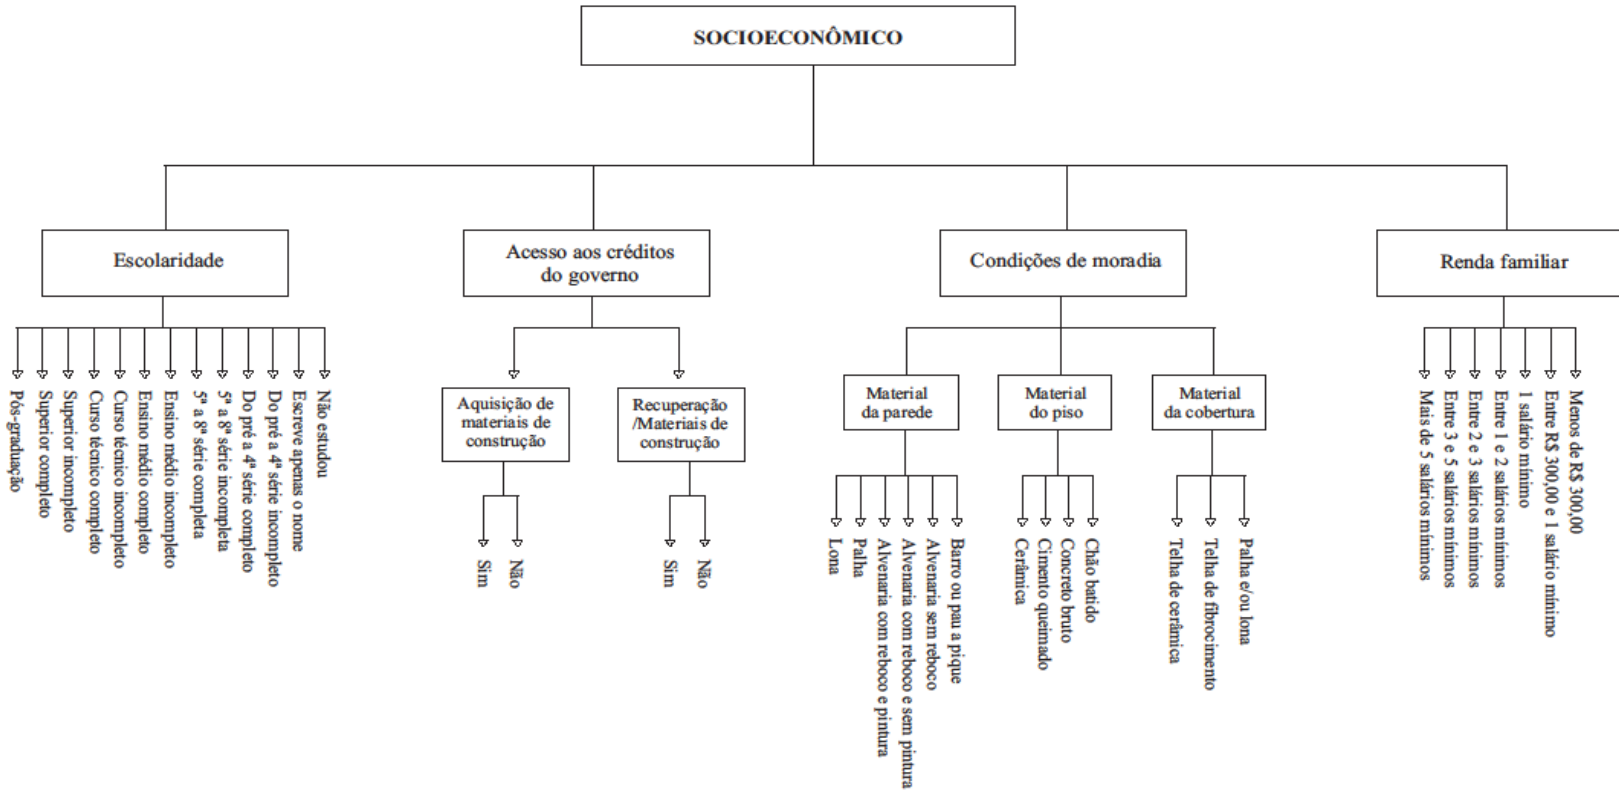 SOCIOECONÔMICO
Escolaridade
Pós-graduação
Superior completo
Superior incompleto
Curso técnico completo
Curso técnico incompleto
Ensino médio completo
Ensino médio incompleto
5ª a 8ª série completa
5ª a 8ª série incompleta
Do pré a 4ª série completo
Do pré a 4ª série incompleto
Escreve apenas o nome
Não estudou
Acesso aos créditos
do governo
Aquisição de
materiais de
construção
Sim
Não
Recuperação
/Materiais de
construção
Sim
Não
Condições de moradia
Material
da parede
Lona
Palha
Alvenaria com reboco e pintura
Alvenaria com reboco e sem pintura
Alvenaria sem reboco
Barro ou pau a pique
Material
do piso
Cerâmica
Cimento queimado
Concreto bruto
Chão batido
Material
da cobertura
Telha de cerâmica
Telha de fibrocimento
Palha e/ou lona
Renda familiar
Mais de 5 salários mínimos
Entre 3 e 5 salários mínimos
Entre 2 e 3 salários mínimos
Entre 1 e 2 salários mínimos
1 salário mínimo
Entre R$ 300,00 e 1 salário mínimo
Menos de R$ 300,00